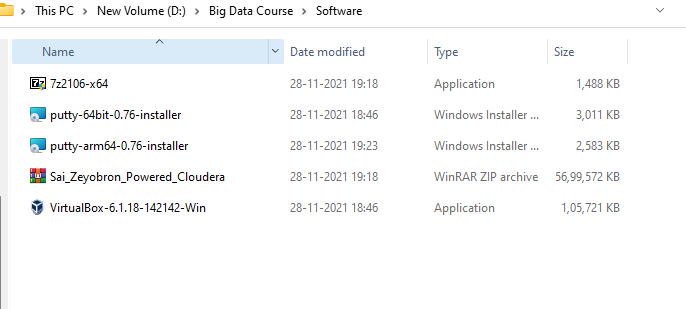 This PC > New Volume (D:) > Big Data Course > Software
Name Date modified Type Size
7z2106-x64 28-11-2021 19:18 Application 1,488 KB
putty-64bit-0.76-installer 28-11-2021 18:46 Windows Installer ... 3,011 KB
putty-arm64-0.76-installer 28-11-2021 19:23 Windows Installer ... 2,583 KB
Sai_Zeyobron_Powered_Cloudera 28-11-2021 19:18 WinRAR ZIP archive 56,99,572 KB
VirtualBox-6.1.18-142142-Win 28-11-2021 18:46 Application 1,05,721 KB